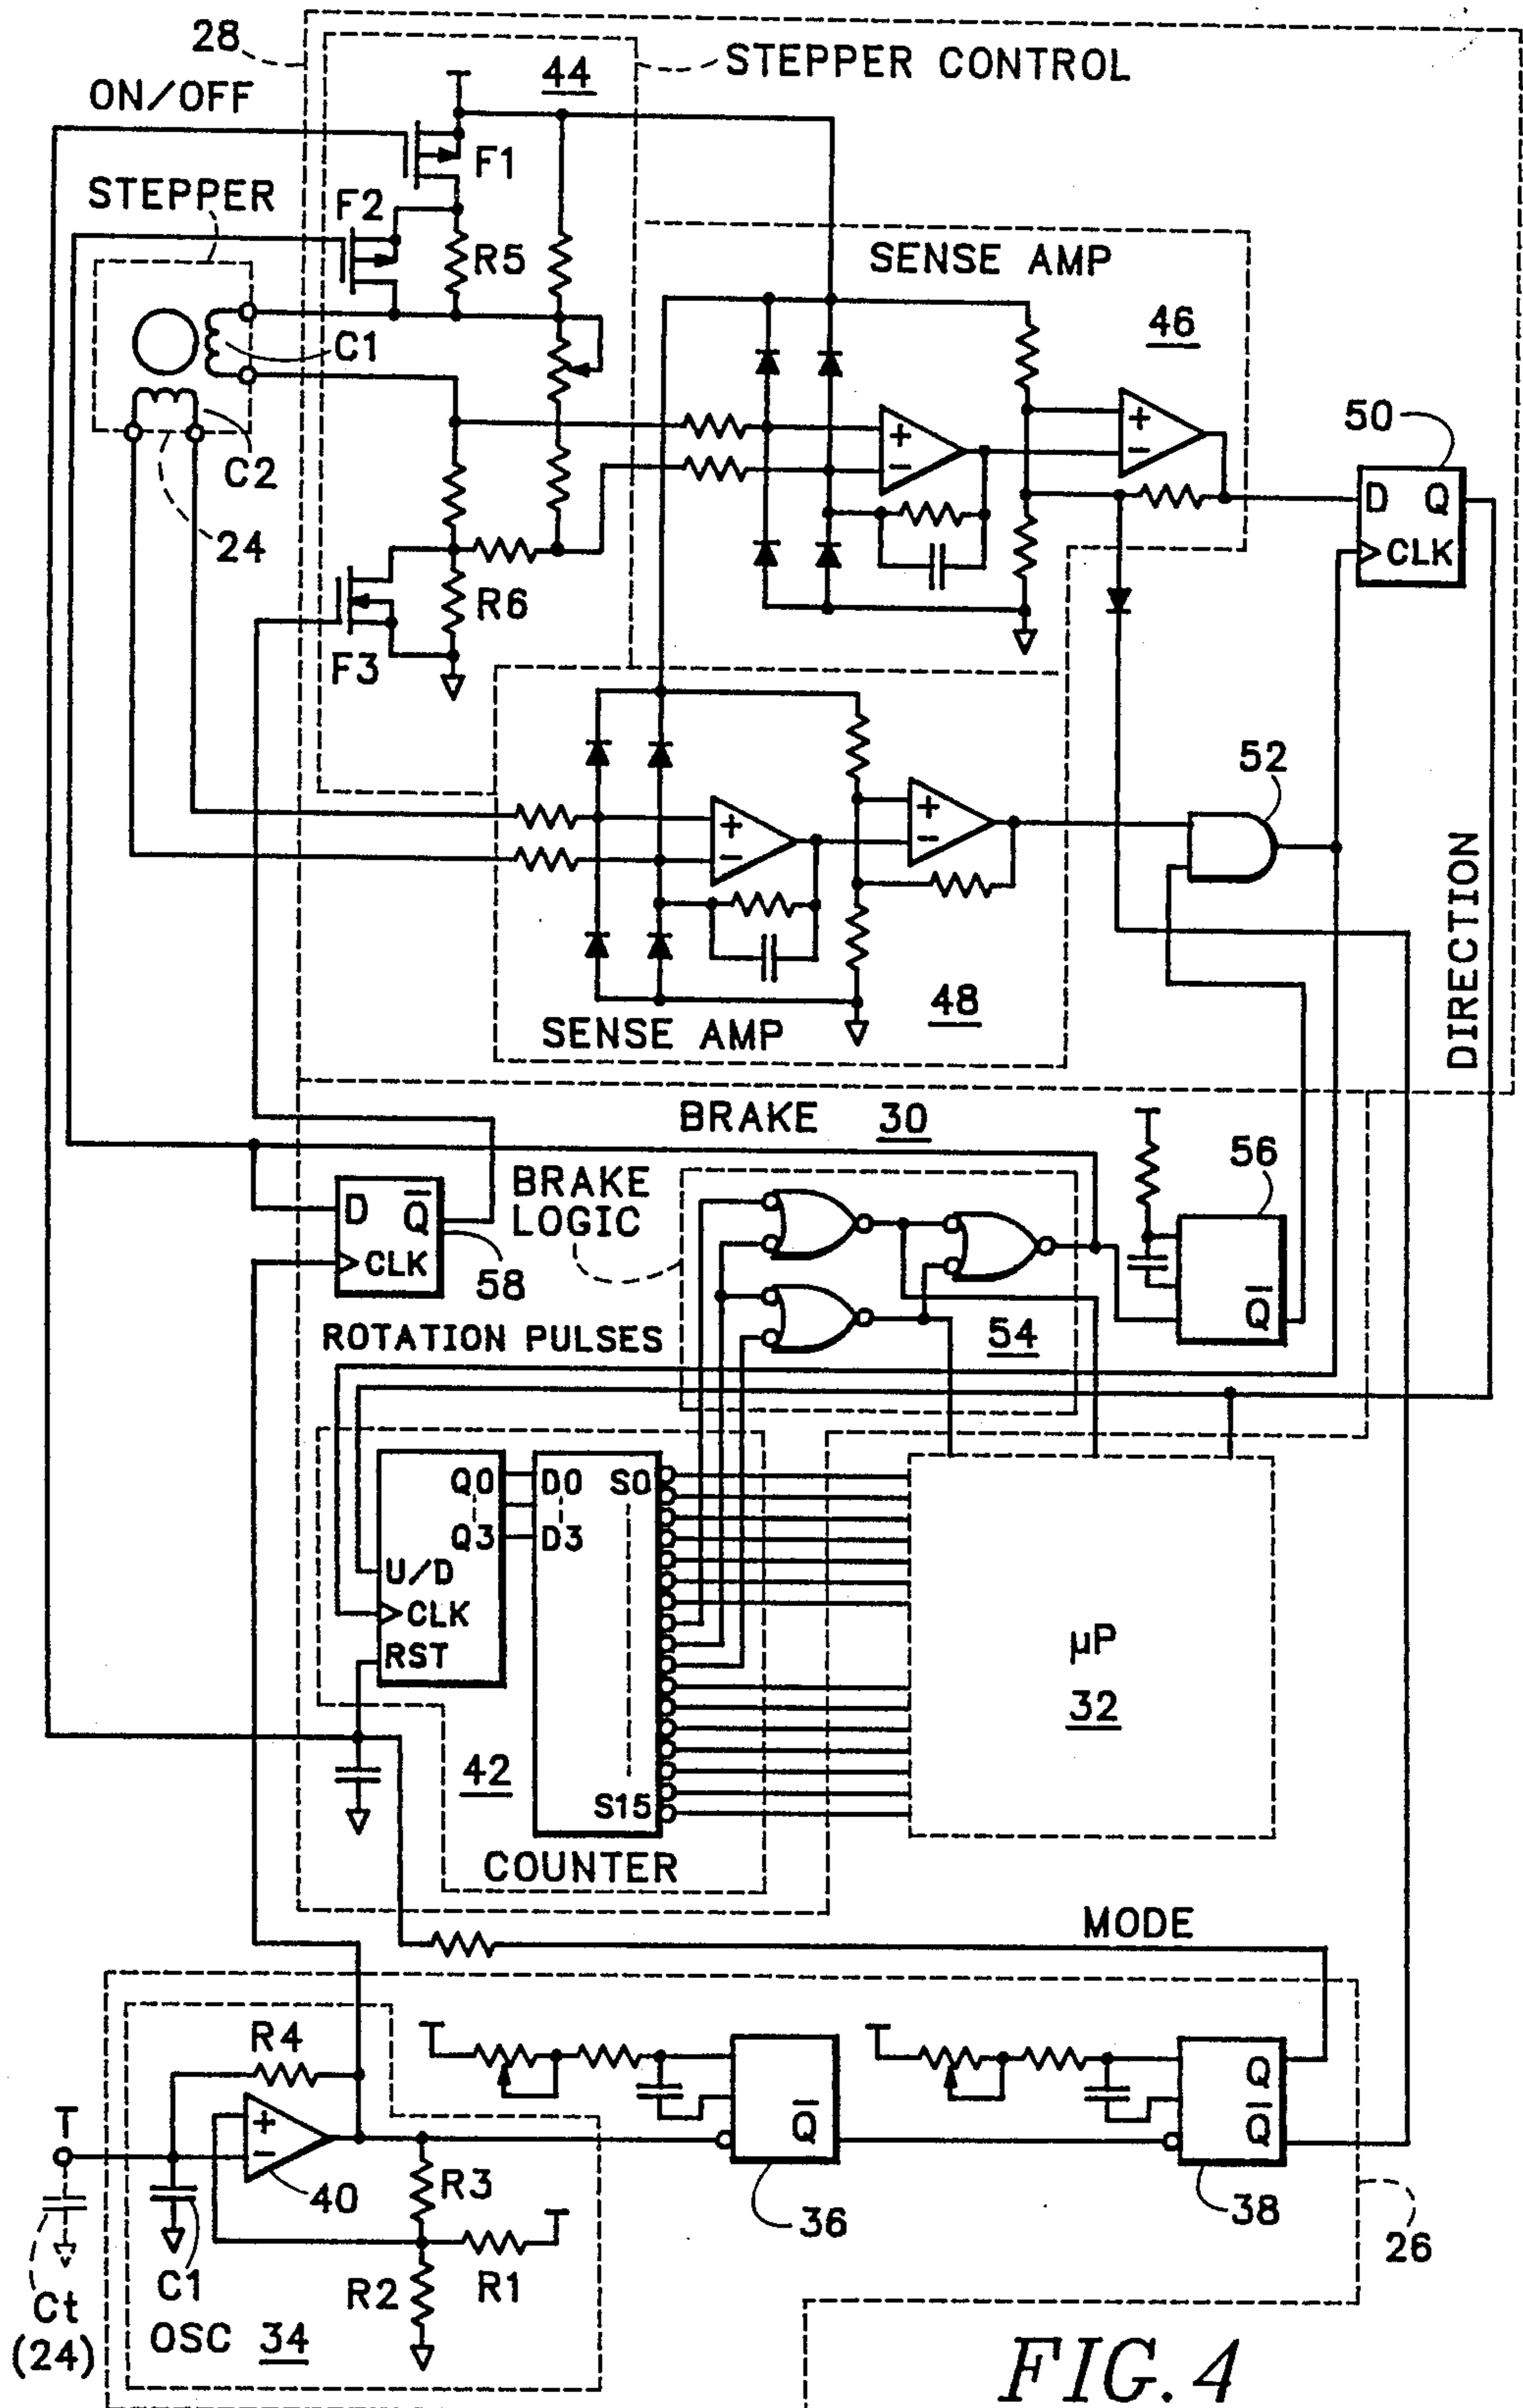 28
44
STEPPER CONTROL
ON/OFF
F1
STEPPER
F2
R5
SENSE AMP
46
C1
+
−
+
−
50
C2
24
D Q
CLK
R6
F3
52
+
−
+
−
DIRECTION
48
SENSE AMP
BRAKE 30
56
BRAKE
LOGIC
D Q̅
CLK
58
Q̅
54
ROTATION PULSES
Q0
D0
S0
Q3
D3
U/D
CLK
RST
µP
32
42
S15
COUNTER
MODE
R4
Q
Q̅
Q̅
T
+
−
40
R3
36
38
26
C1
R2
R1
Ct
(24)
OSC 34
FIG. 4